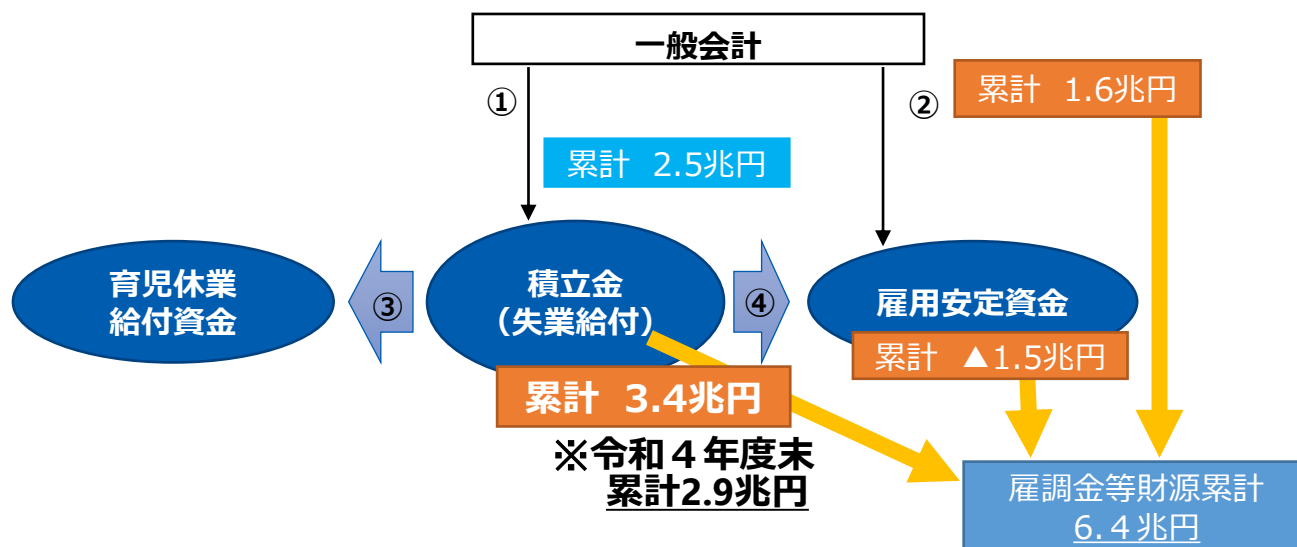 一般会計
①
②
累計 1.6兆円
累計 2.5兆円
育児休業
給付資金
③
積立金
（失業給付）
④
雇用安定資金
累計 ▲1.5兆円
累計 3.4兆円
※令和４年度末
累計2.9兆円
雇調金等財源累計
6.４兆円